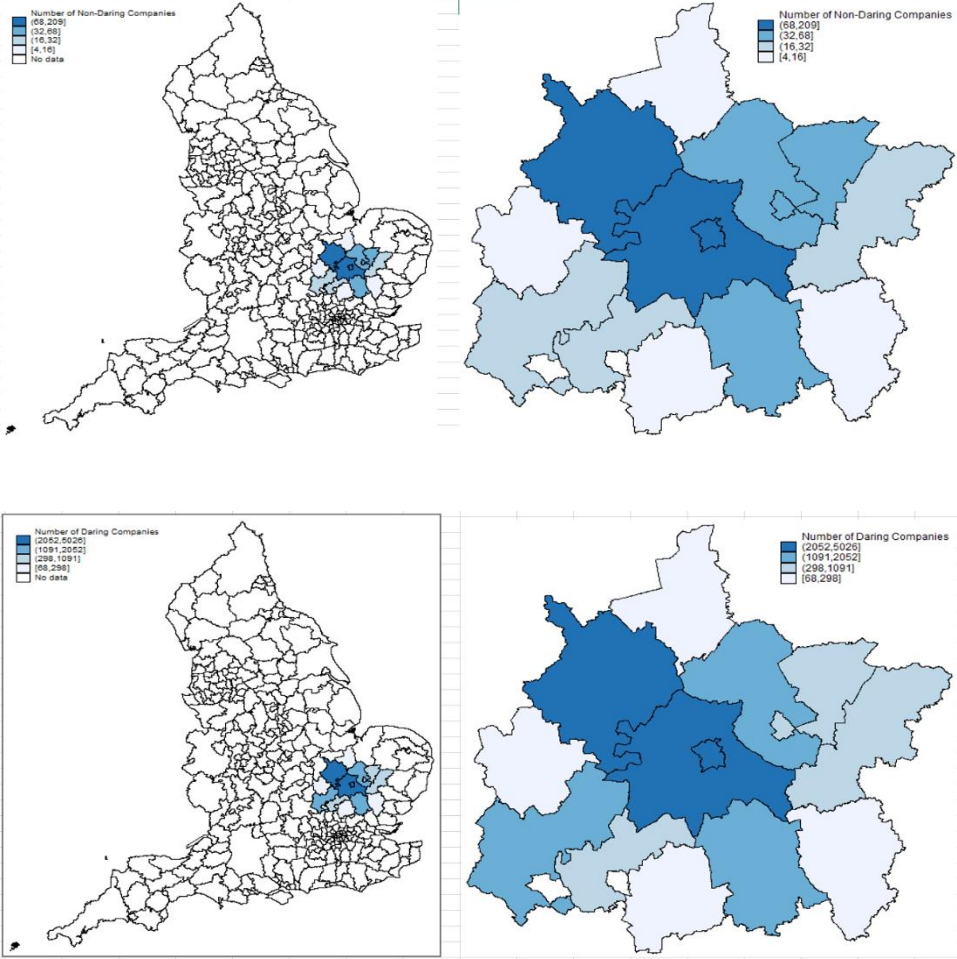 Number of Non-Daring Companies
(68,209]
(32,68]
(16,32]
[4,16]
No data
Number of Non-Daring Companies
(68,209]
(32,68]
(16,32]
[4,16]
Number of Daring Companies
(2052,5026]
(1091,2052]
(298,1091]
[68,298]
No data
Number of Daring Companies
(2052,5026]
(1091,2052]
(298,1091]
[68,298]